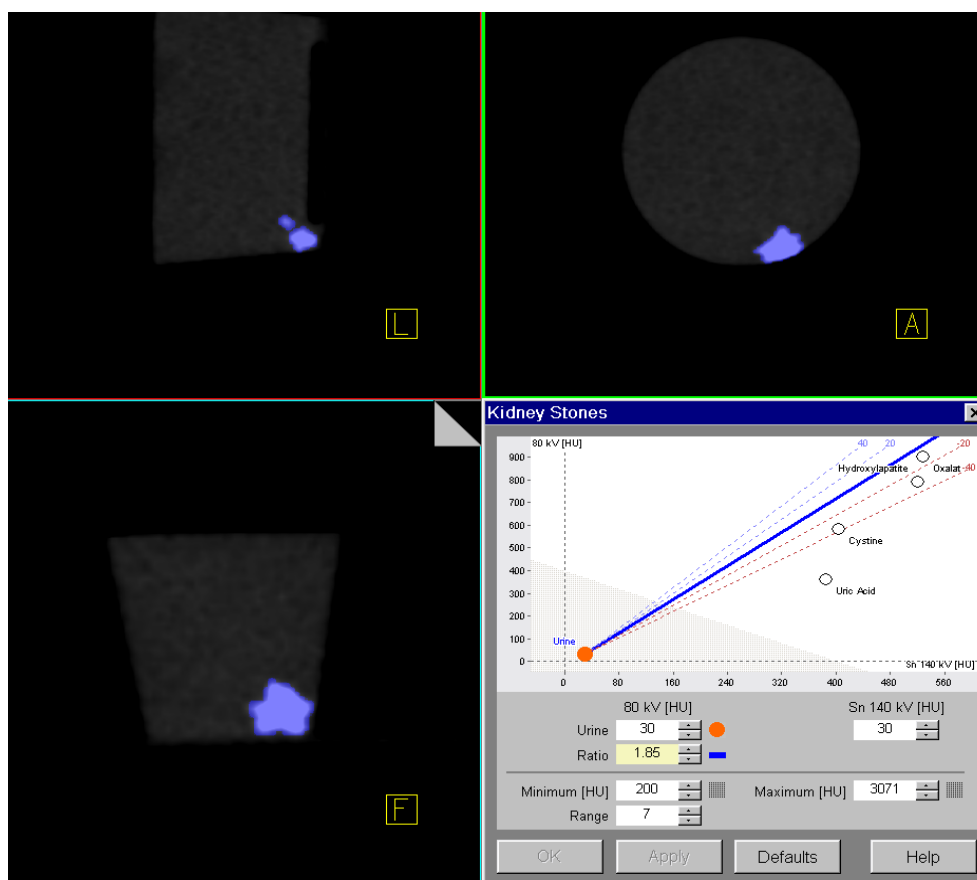 L
A
F
Kidney Stones
80 kV [HU]
40 20 -20
900
Hydroxylapatite Oxalat -40
800
700
600
Cystine
500
400
Uric Acid
300
200
100
Urine
0
Sn 140 kV [HU]
0 80 160 240 320 400 480 560
80 kV [HU] Sn 140 kV [HU]
Urine 30 30
Ratio 1.85
Minimum [HU] 200 Maximum [HU] 3071
Range 7
OK Apply Defaults Help